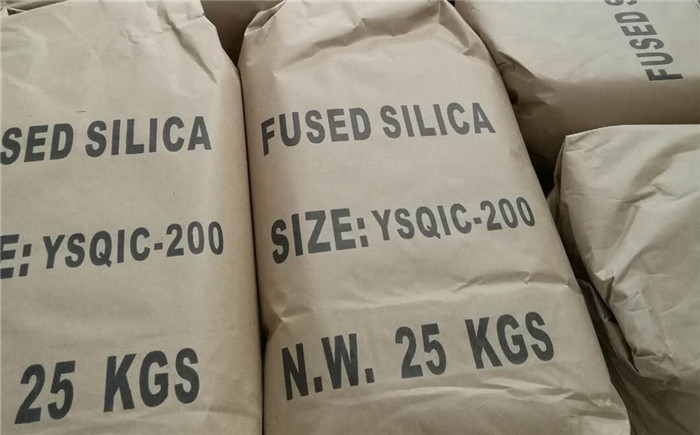 SED SILICA
E: YSQIC-200
25 KGS
FUSED SILICA
SIZE: YSQIC-200
N.W. 25 KGS
FUSED S